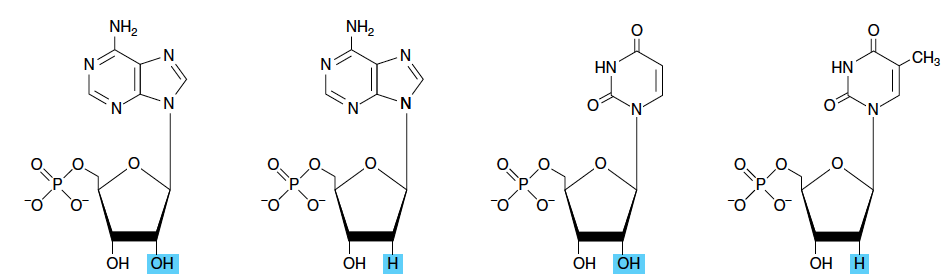 NH₂ NH₂ O O
N N N N HN HN CH₃
N N N N O N O N
O O O O O O O O O O O O
P P P P
⁻O O⁻ ⁻O O⁻ ⁻O O⁻ ⁻O O⁻
OH OH OH H OH OH OH H